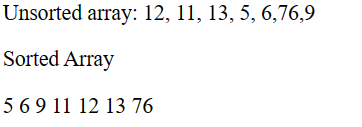 Unsorted array: 12, 11, 13, 5, 6,76,9
Sorted Array
5 6 9 11 12 13 76